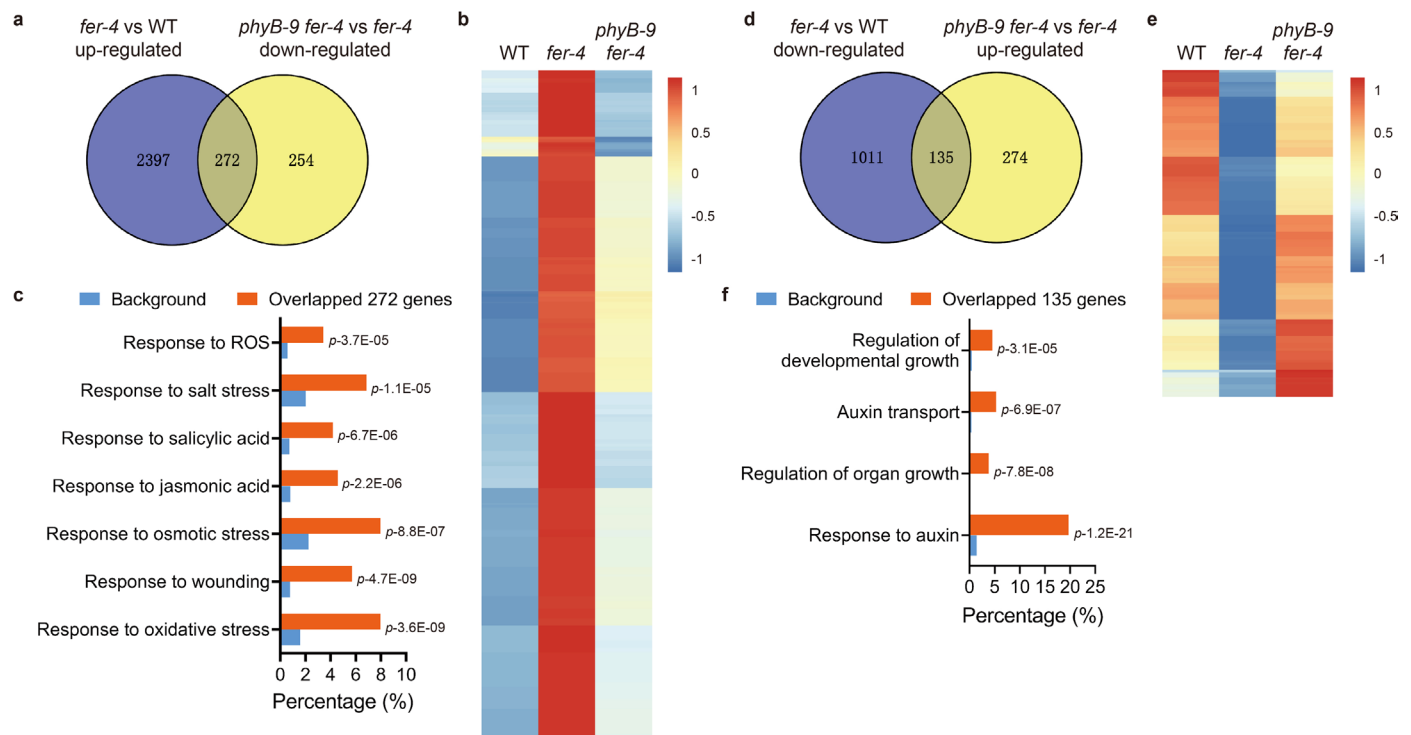 a
fer-4 vs WT
up-regulated
phyB-9 fer-4 vs fer-4
down-regulated
2397
272
254
b
WT
fer-4
phyB-9
fer-4
1
0.5
0
-0.5
-1
c
Background
Overlapped 272 genes
Response to ROS
p-3.7E-05
Response to salt stress
p-1.1E-05
Response to salicylic acid
p-6.7E-06
Response to jasmonic acid
p-2.2E-06
Response to osmotic stress
p-8.8E-07
Response to wounding
p-4.7E-09
Response to oxidative stress
p-3.6E-09
0 2 4 6 8 10
Percentage (%)
d
fer-4 vs WT
down-regulated
phyB-9 fer-4 vs fer-4
up-regulated
1011
135
274
e
WT
fer-4
phyB-9
fer-4
1
0.5
0
-0.5
-1
f
Background
Overlapped 135 genes
Regulation of
developmental growth
p-3.1E-05
Auxin transport
p-6.9E-07
Regulation of organ growth
p-7.8E-08
Response to auxin
p-1.2E-21
0 5 10 15 20 25
Percentage (%)